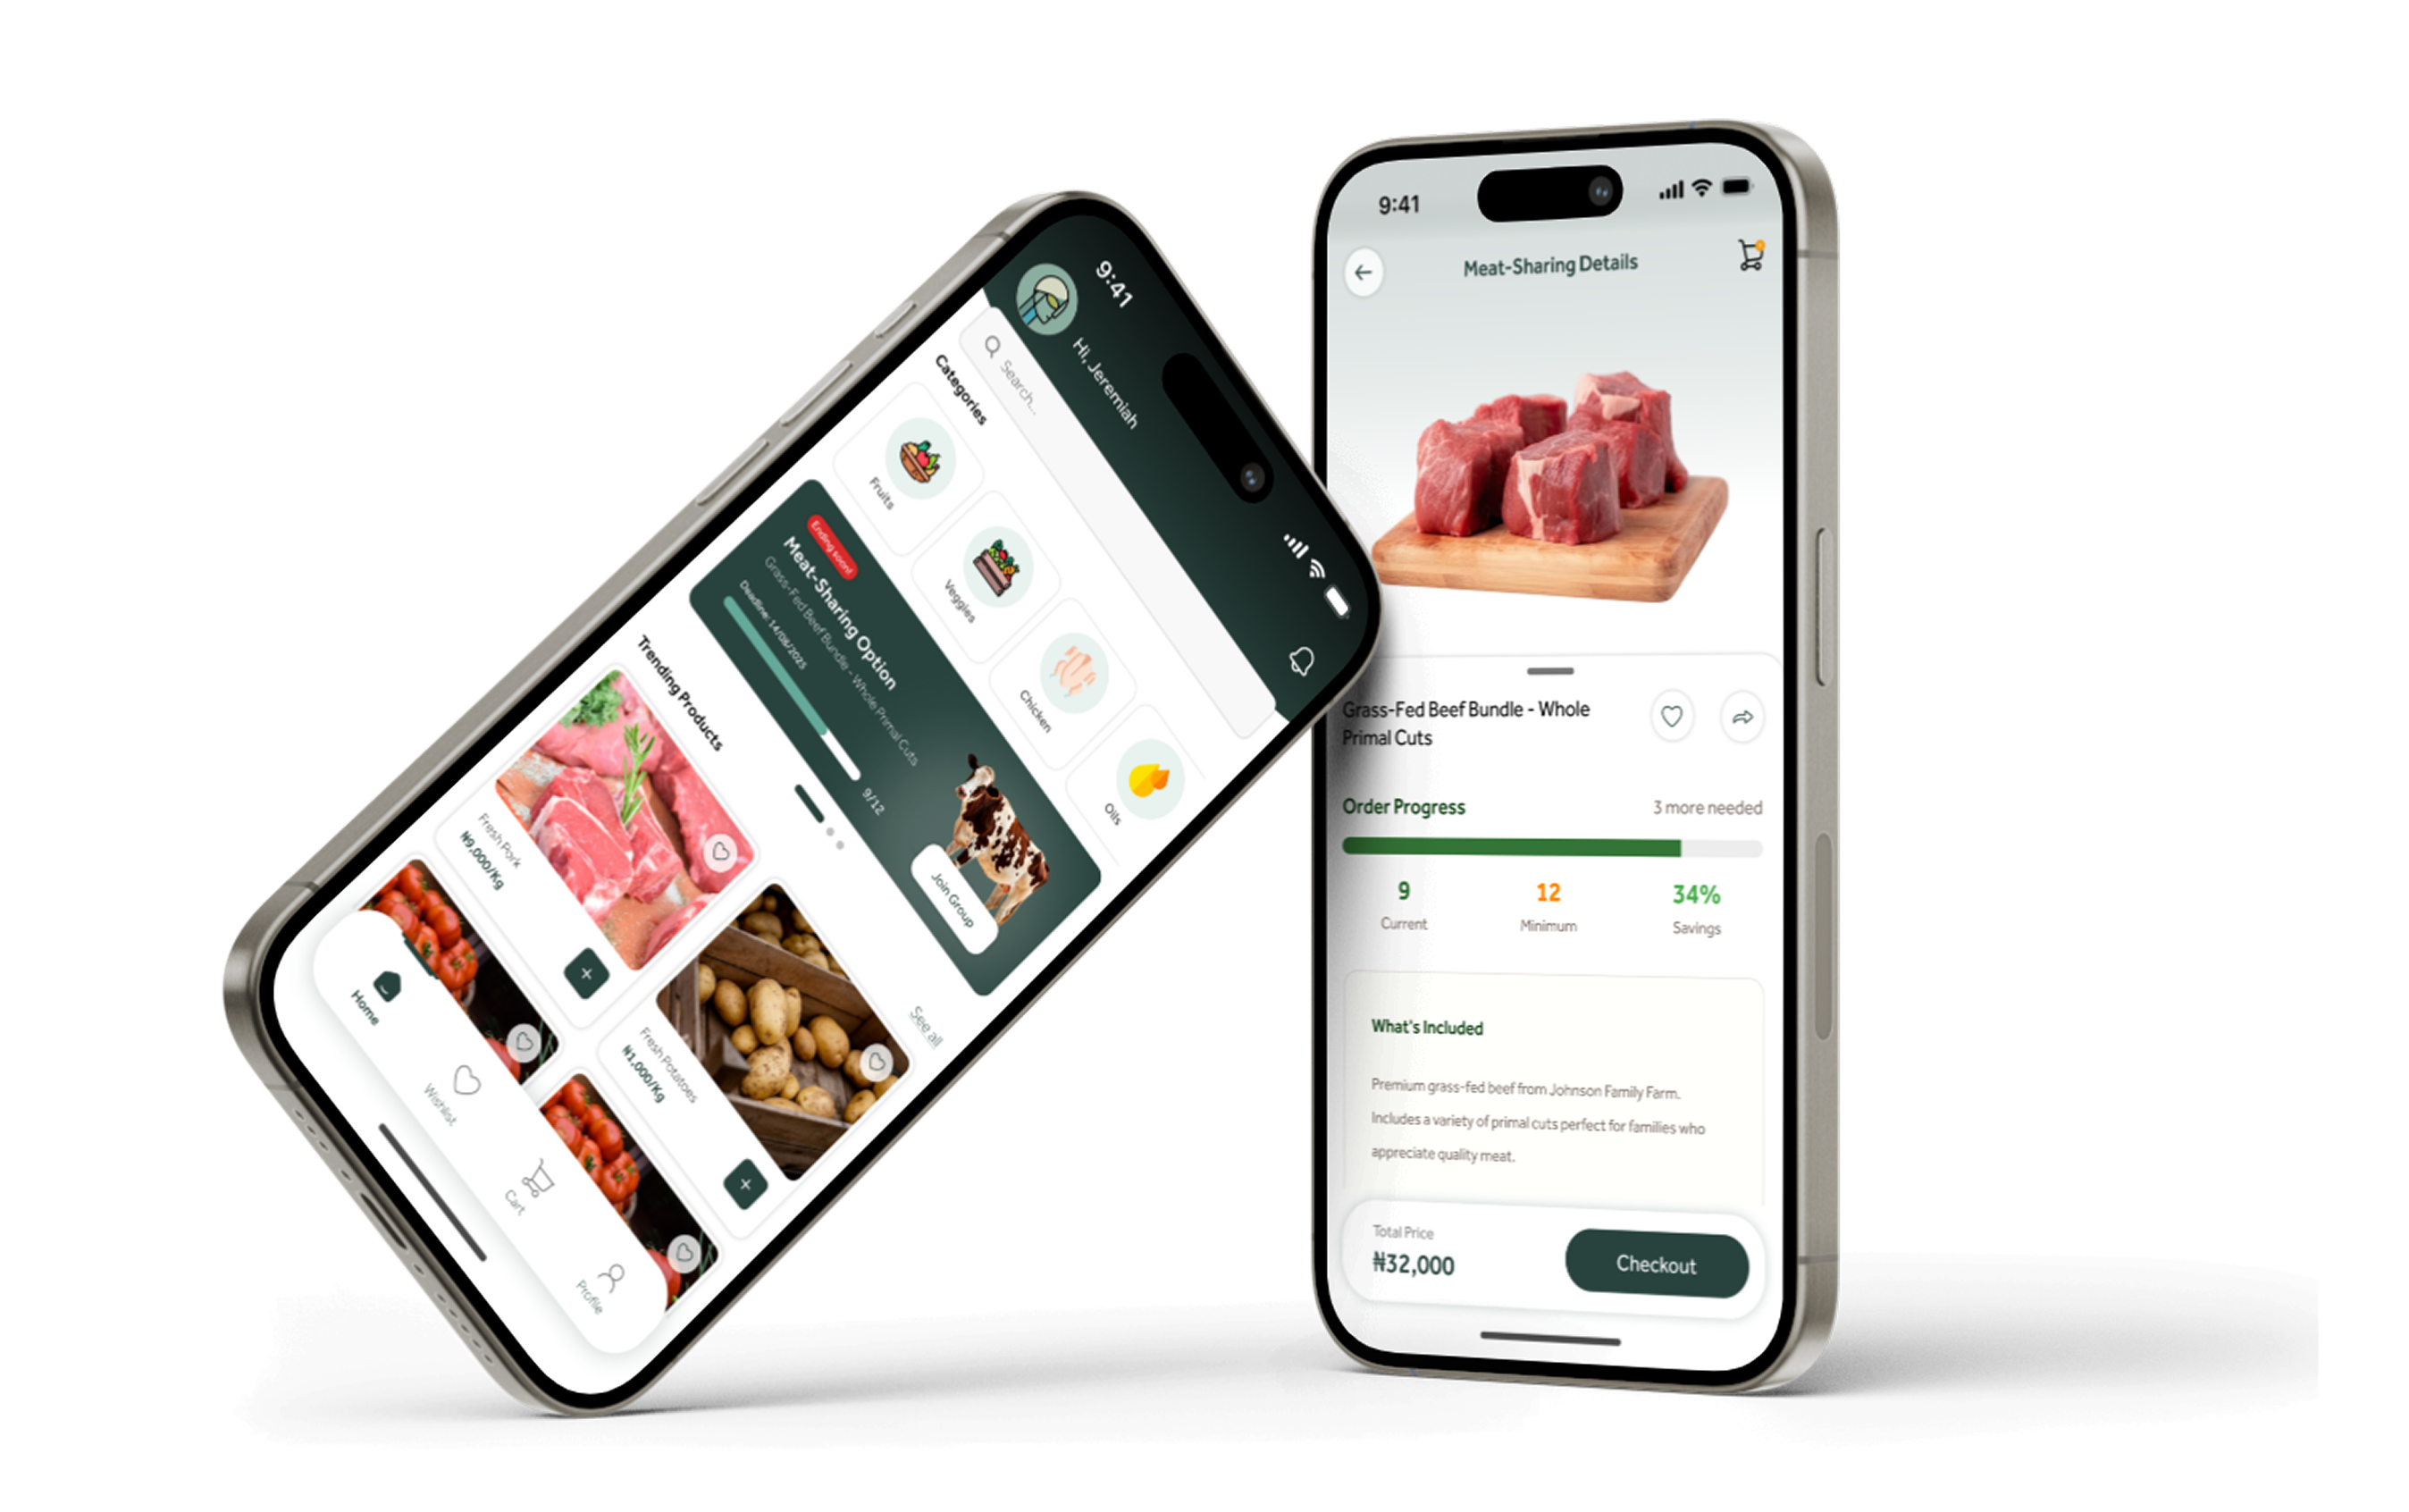 9:41
Hi, Jeremiah
Search...
Categories
Fruits
Veggies
Chicken
Oils
Ending soon!
Meat-Sharing Option
Grass-Fed Beef Bundle - Whole Primal Cuts
Deadline: 14/06/2025
9/12
Join Group
Trending Products
See all
Fresh Pork
₦9,000/Kg
Fresh Potatoes
₦1,000/Kg
Home
Wishlist
Cart
Profile
9:41
Meat-Sharing Details
Grass-Fed Beef Bundle - Whole
Primal Cuts
Order Progress
3 more needed
9
12
34%
Current
Minimum
Savings
What's Included
Premium grass-fed beef from Johnson Family Farm.
Includes a variety of primal cuts perfect for families who
appreciate quality meat.
Total Price
₦32,000
Checkout